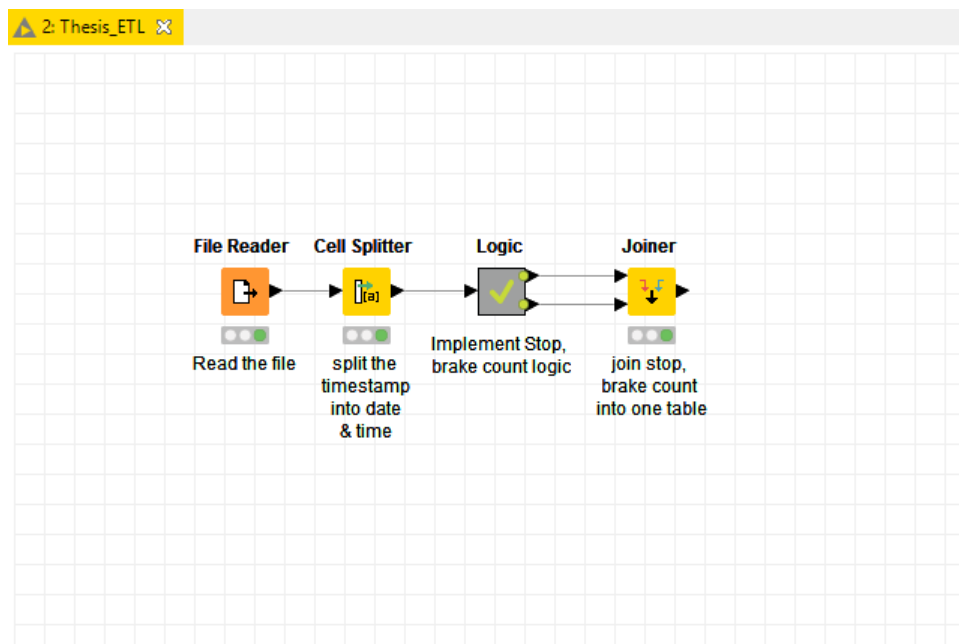 2: Thesis_ETL
File Reader
Cell Splitter
Logic
Joiner
[a]
Read the file
split the
timestamp
into date
& time
Implement Stop,
brake count logic
join stop,
brake count
into one table